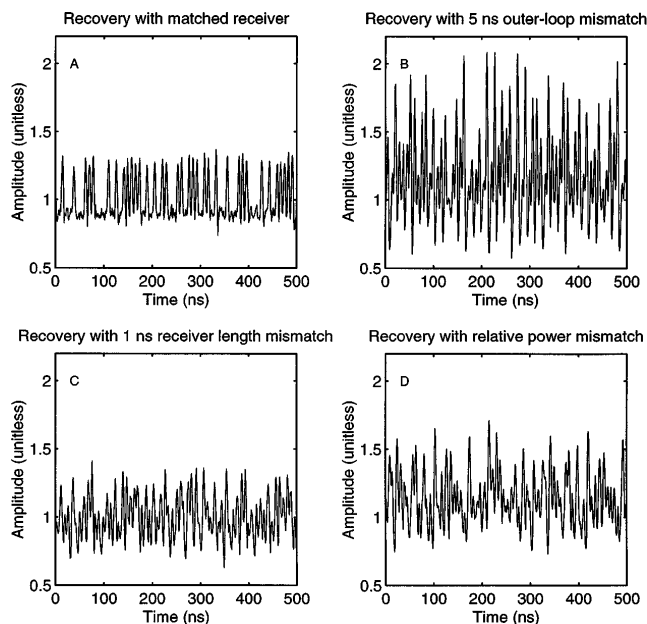 Recovery with matched receiver
A
Amplitude (unitless)
2
1.5
1
0.5
0 100 200 300 400 500
Time (ns)
Recovery with 5 ns outer-loop mismatch
B
Amplitude (unitless)
2
1.5
1
0.5
0 100 200 300 400 500
Time (ns)
Recovery with 1 ns receiver length mismatch
C
Amplitude (unitless)
2
1.5
1
0.5
0 100 200 300 400 500
Time (ns)
Recovery with relative power mismatch
D
Amplitude (unitless)
2
1.5
1
0.5
0 100 200 300 400 500
Time (ns)